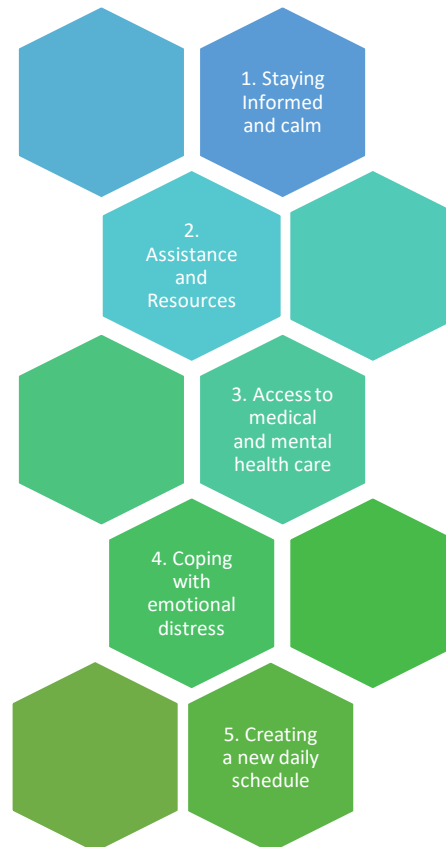 1. Staying
Informed
and calm
2.
Assistance
and
Resources
3. Access to
medical
and mental
health care
4. Coping
with
emotional
distress
5. Creating
a new daily
schedule